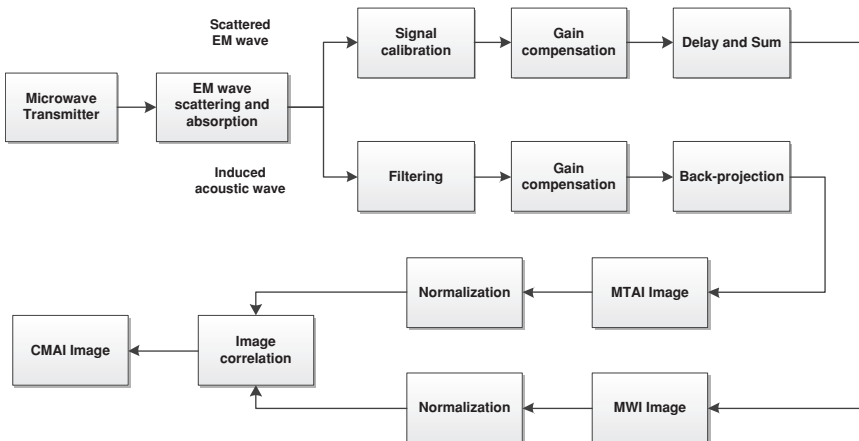 Scattered
EM wave
Signal
calibration
Gain
compensation
Delay and Sum
Microwave
Transmitter
EM wave
scattering and
absorption
Induced
acoustic wave
Filtering
Gain
compensation
Back-projection
Normalization
MTAI Image
CMAI Image
Image
correlation
Normalization
MWI Image